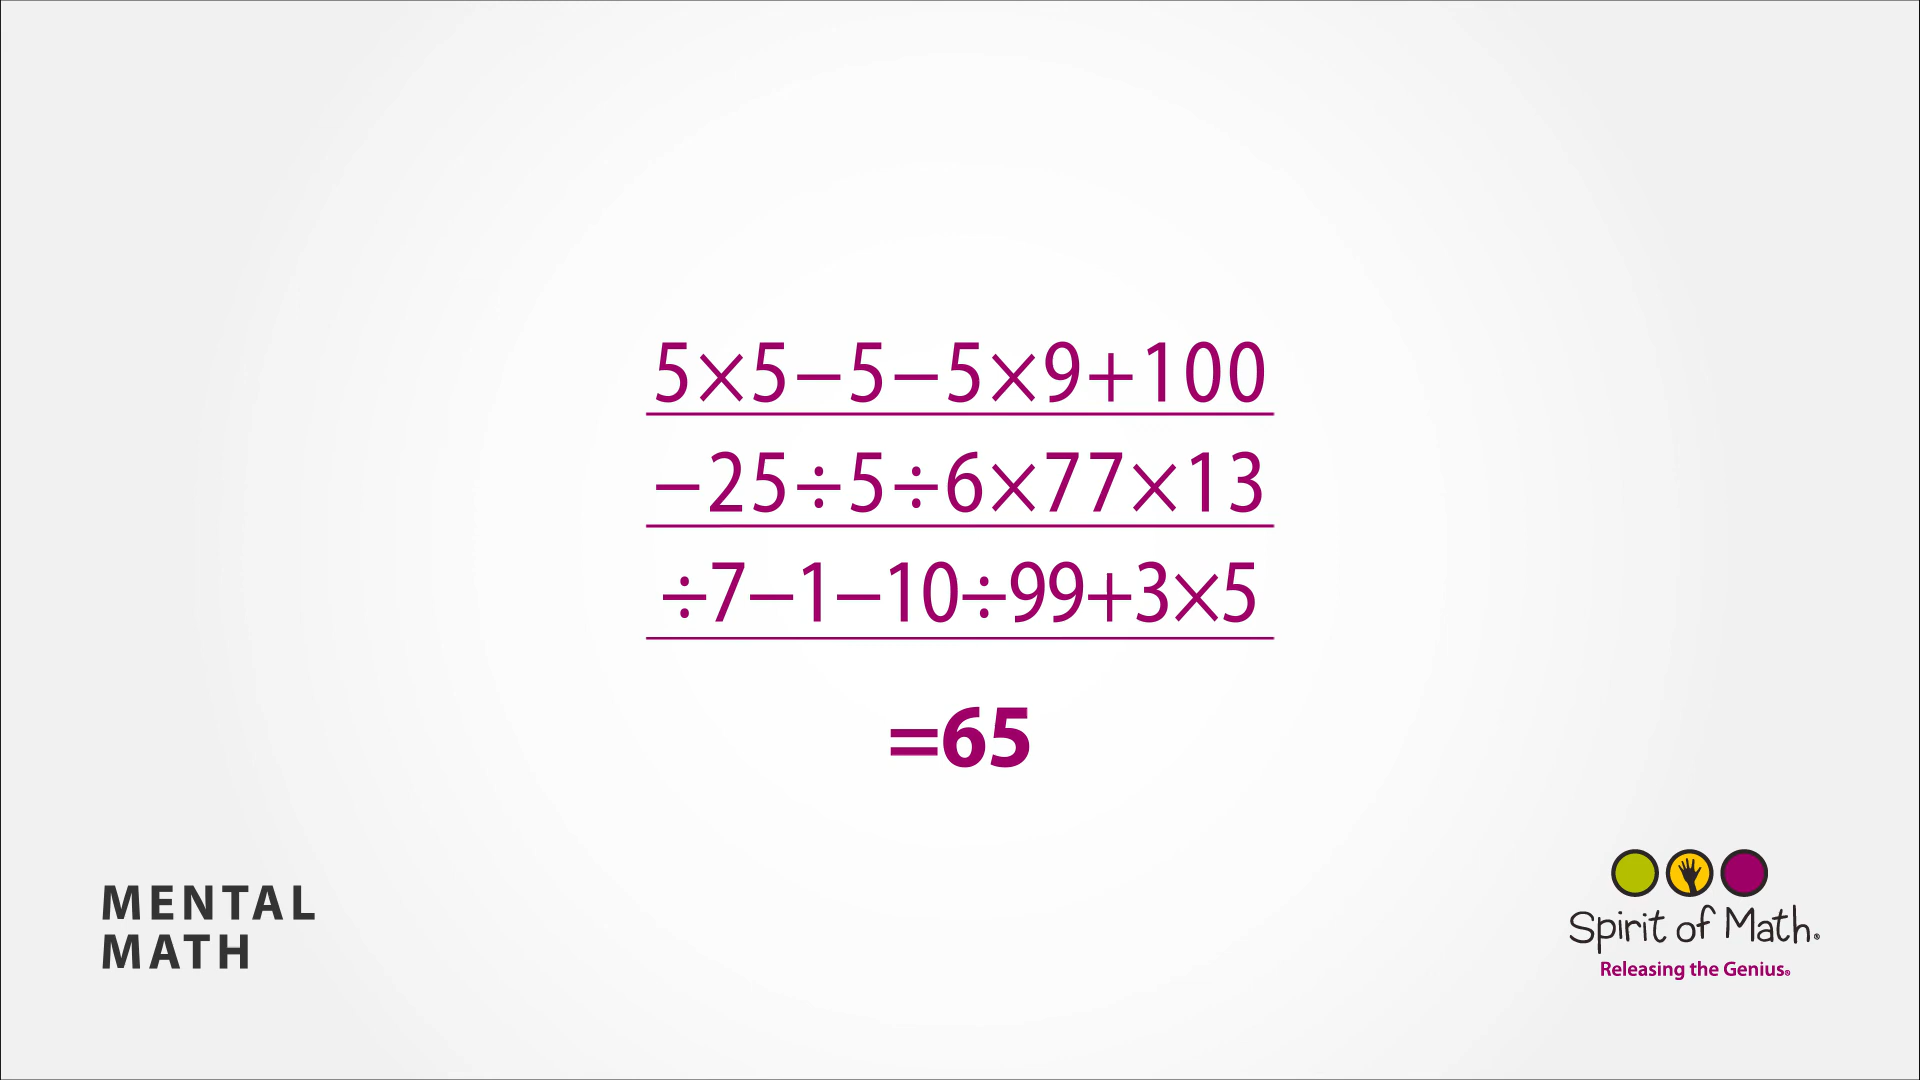 5×5−5−5×9+100
−25÷5÷6×77×13
÷7−1−10÷99+3×5
=65
MENTAL
MATH
Spirit of Math®
Releasing the Genius®